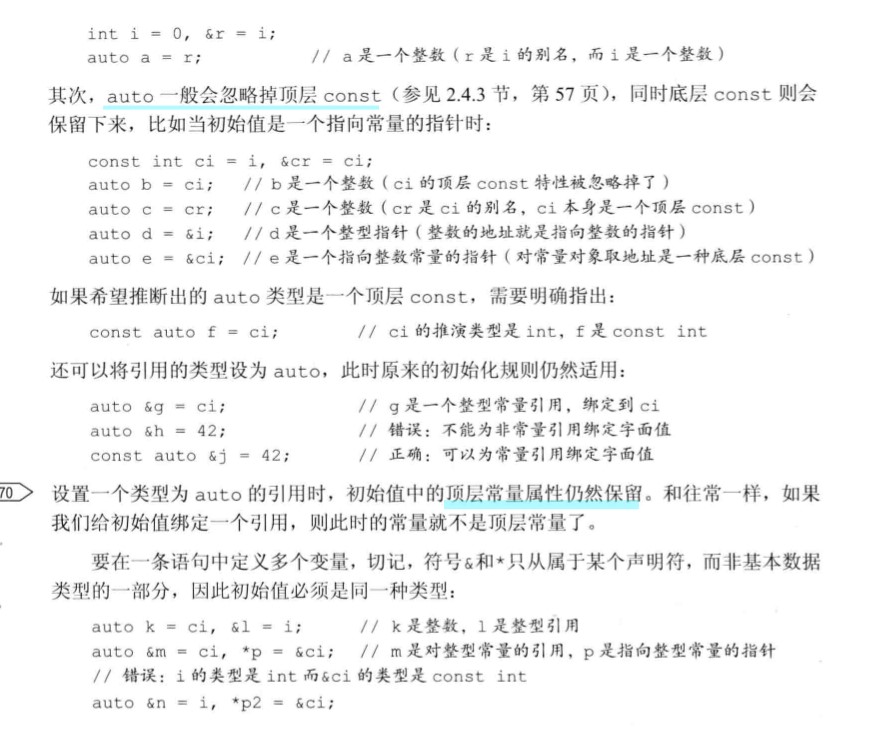 int i = 0, &r = i;
auto a = r; // a 是一个整数（r 是 i 的别名，而 i 是一个整数）
其次，auto 一般会忽略掉顶层 const（参见 2.4.3 节，第 57 页），同时底层 const 则会
保留下来，比如当初始值是一个指向常量的指针时：
const int ci = i, &cr = ci;
auto b = ci; // b 是一个整数（ci 的顶层 const 特性被忽略掉了）
auto c = cr; // c 是一个整数（cr 是 ci 的别名，ci 本身是一个顶层 const）
auto d = &i; // d 是一个整型指针（整数的地址就是指向整数的指针）
auto e = &ci; // e 是一个指向整数常量的指针（对常量对象取地址是一种底层 const）
如果希望推断出的 auto 类型是一个顶层 const，需要明确指出：
const auto f = ci; // ci 的推演类型是 int，f 是 const int
还可以将引用的类型设为 auto，此时原来的初始化规则仍然适用：
auto &g = ci; // g 是一个整型常量引用，绑定到 ci
auto &h = 42; // 错误：不能为非常量引用绑定字面值
const auto &j = 42; // 正确：可以为常量引用绑定字面值
70 设置一个类型为 auto 的引用时，初始值中的顶层常量属性仍然保留。和往常一样，如果
我们给初始值绑定一个引用，则此时的常量就不是顶层常量了。
要在一条语句中定义多个变量，切记，符号&和*只从属于某个声明符，而非基本数据
类型的一部分，因此初始值必须是同一种类型：
auto k = ci, &l = i; // k 是整数，l 是整型引用
auto &m = ci, *p = &ci; // m 是对整型常量的引用，p 是指向整型常量的指针
// 错误：i 的类型是 int 而&ci 的类型是 const int
auto &n = i, *p2 = &ci;